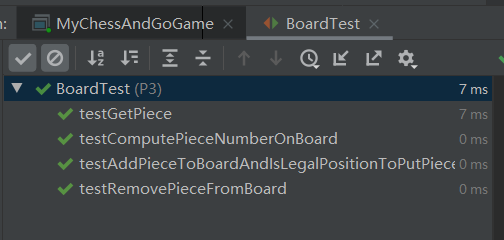 n: MyChessAndGoGame BoardTest
BoardTest (P3) 7 ms
testGetPiece 7 ms
testComputePieceNumberOnBoard 0 ms
testAddPieceToBoardAndIsLegalPositionToPutPiece 0 ms
testRemovePieceFromBoard 0 ms